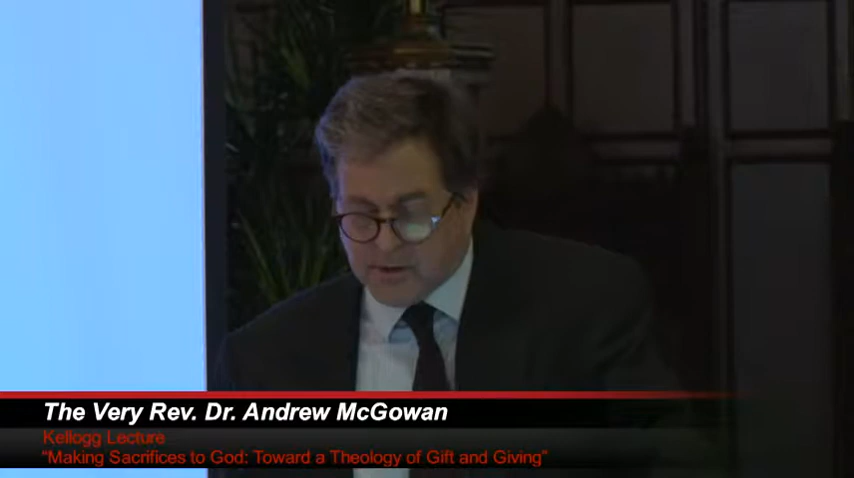 The Very Rev. Dr. Andrew McGowan
Kellogg Lecture
“Making Sacrifices to God: Toward a Theology of Gift and Giving”